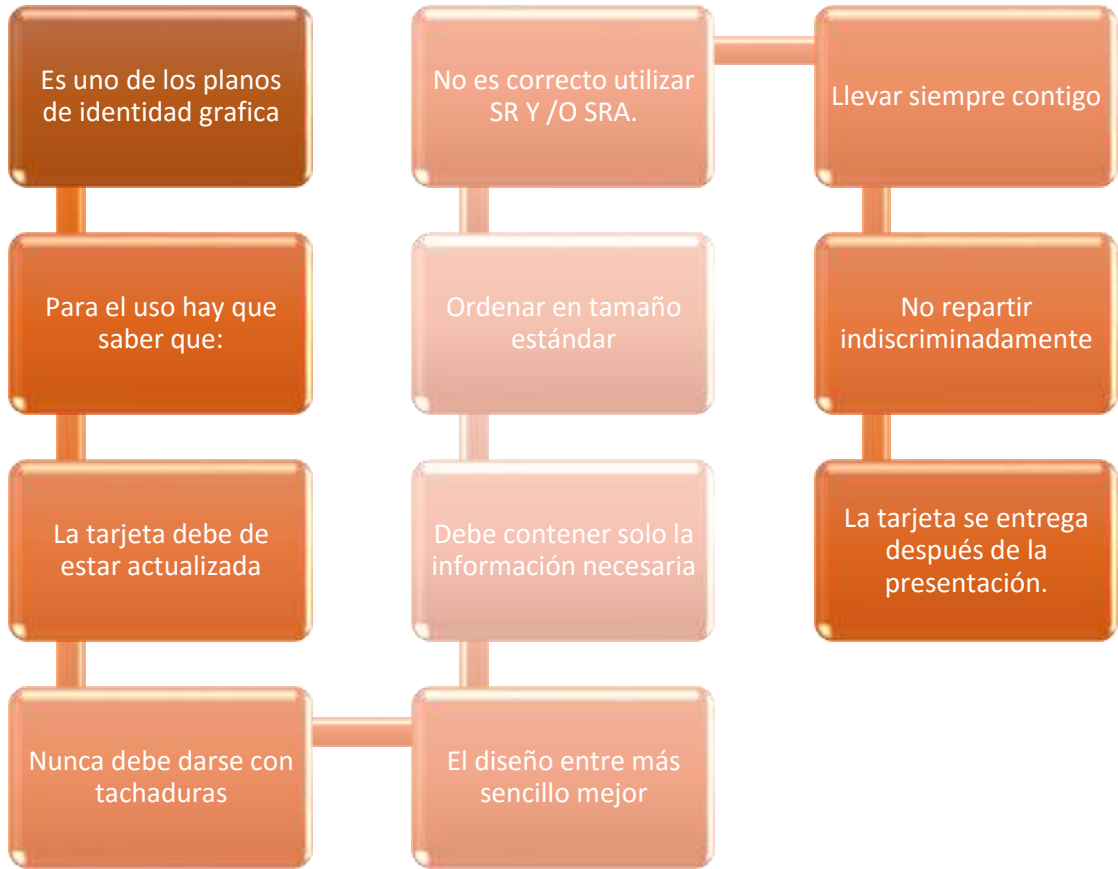 Es uno de los planos
de identidad grafica
Para el uso hay que
saber que:
La tarjeta debe de
estar actualizada
Nunca debe darse con
tachaduras
El diseño entre más
sencillo mejor
Debe contener solo la
información necesaria
Ordenar en tamaño
estándar
No es correcto utilizar
SR Y /O SRA.
Llevar siempre contigo
No repartir
indiscriminadamente
La tarjeta se entrega
después de la
presentación.